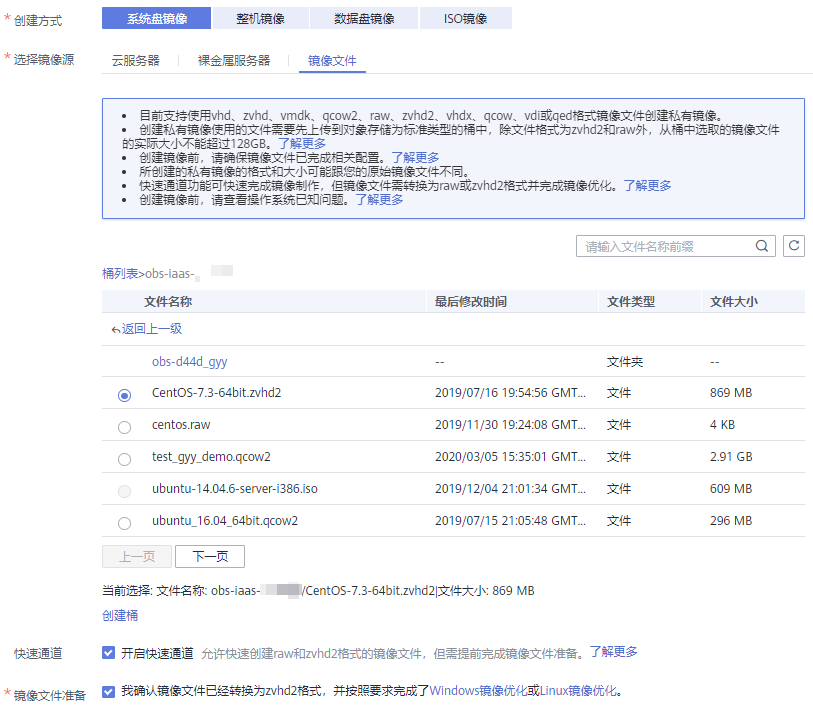 * 创建方式 系统盘镜像 整机镜像 数据盘镜像 ISO镜像
* 选择镜像源 云服务器 裸金属服务器 镜像文件
• 目前支持使用vhd、zvhd、vmdk、qcow2、raw、zvhd2、vhdx、qcow、vdi或qed格式镜像文件创建私有镜像。
• 创建私有镜像使用的文件需要先上传到对象存储为标准类型的桶中，除文件格式为zvhd2和raw外，从桶中选取的镜像文件
的实际大小不能超过128GB。了解更多
• 创建镜像前，请确保镜像文件已完成相关配置。了解更多
• 所创建的私有镜像的格式和大小可能跟您的原始镜像文件不同。
• 快速通道功能可快速完成镜像制作，但镜像文件需转换为raw或zvhd2格式并完成镜像优化。了解更多
• 创建镜像前，请查看操作系统已知问题。了解更多
请输入文件名称前缀
桶列表>obs-iaas-
文件名称 最后修改时间 文件类型 文件大小
返回上一级
obs-d44d_gyy -- 文件夹 --
CentOS-7.3-64bit.zvhd2 2019/07/16 19:54:56 GMT... 文件 869 MB
centos.raw 2019/11/30 19:24:08 GMT... 文件 4 KB
test_gyy_demo.qcow2 2020/03/05 15:35:01 GMT... 文件 2.91 GB
ubuntu-14.04.6-server-i386.iso 2019/12/04 21:01:34 GMT... 文件 609 MB
ubuntu_16.04_64bit.qcow2 2019/07/15 21:05:48 GMT... 文件 296 MB
上一页 下一页
当前选择: 文件名称: obs-iaas-/CentOS-7.3-64bit.zvhd2|文件大小: 869 MB
创建桶
快速通道 开启快速通道 允许快速创建raw和zvhd2格式的镜像文件，但需提前完成镜像文件准备。了解更多
* 镜像文件准备 我确认镜像文件已经转换为zvhd2格式，并按照要求完成了Windows镜像优化或Linux镜像优化。